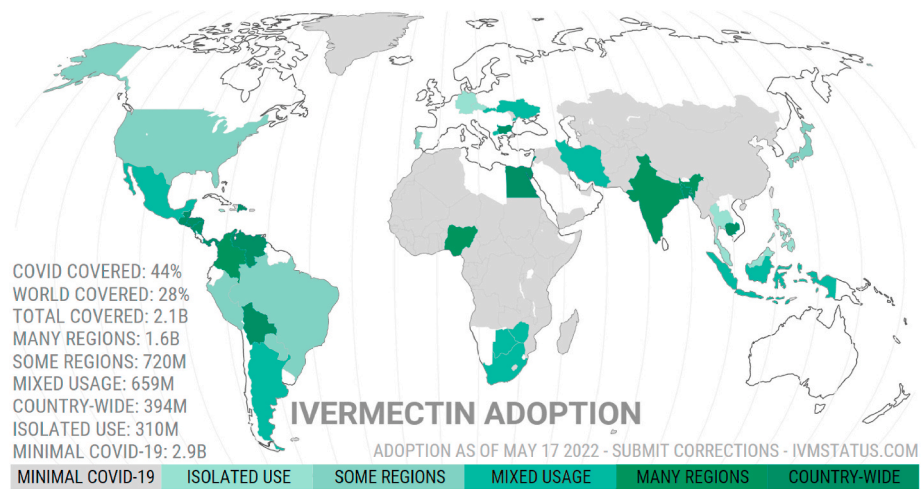 COVID COVERED: 44%
WORLD COVERED: 28%
TOTAL COVERED: 2.1B
MANY REGIONS: 1.6B
SOME REGIONS: 720M
MIXED USAGE: 659M
COUNTRY-WIDE: 394M
ISOLATED USE: 310M
MINIMAL COVID-19: 2.9B
IVERMECTIN ADOPTION
ADOPTION AS OF MAY 17 2022 - SUBMIT CORRECTIONS - IVMSTATUS.COM
MINIMAL COVID-19 ISOLATED USE SOME REGIONS MIXED USAGE MANY REGIONS COUNTRY-WIDE